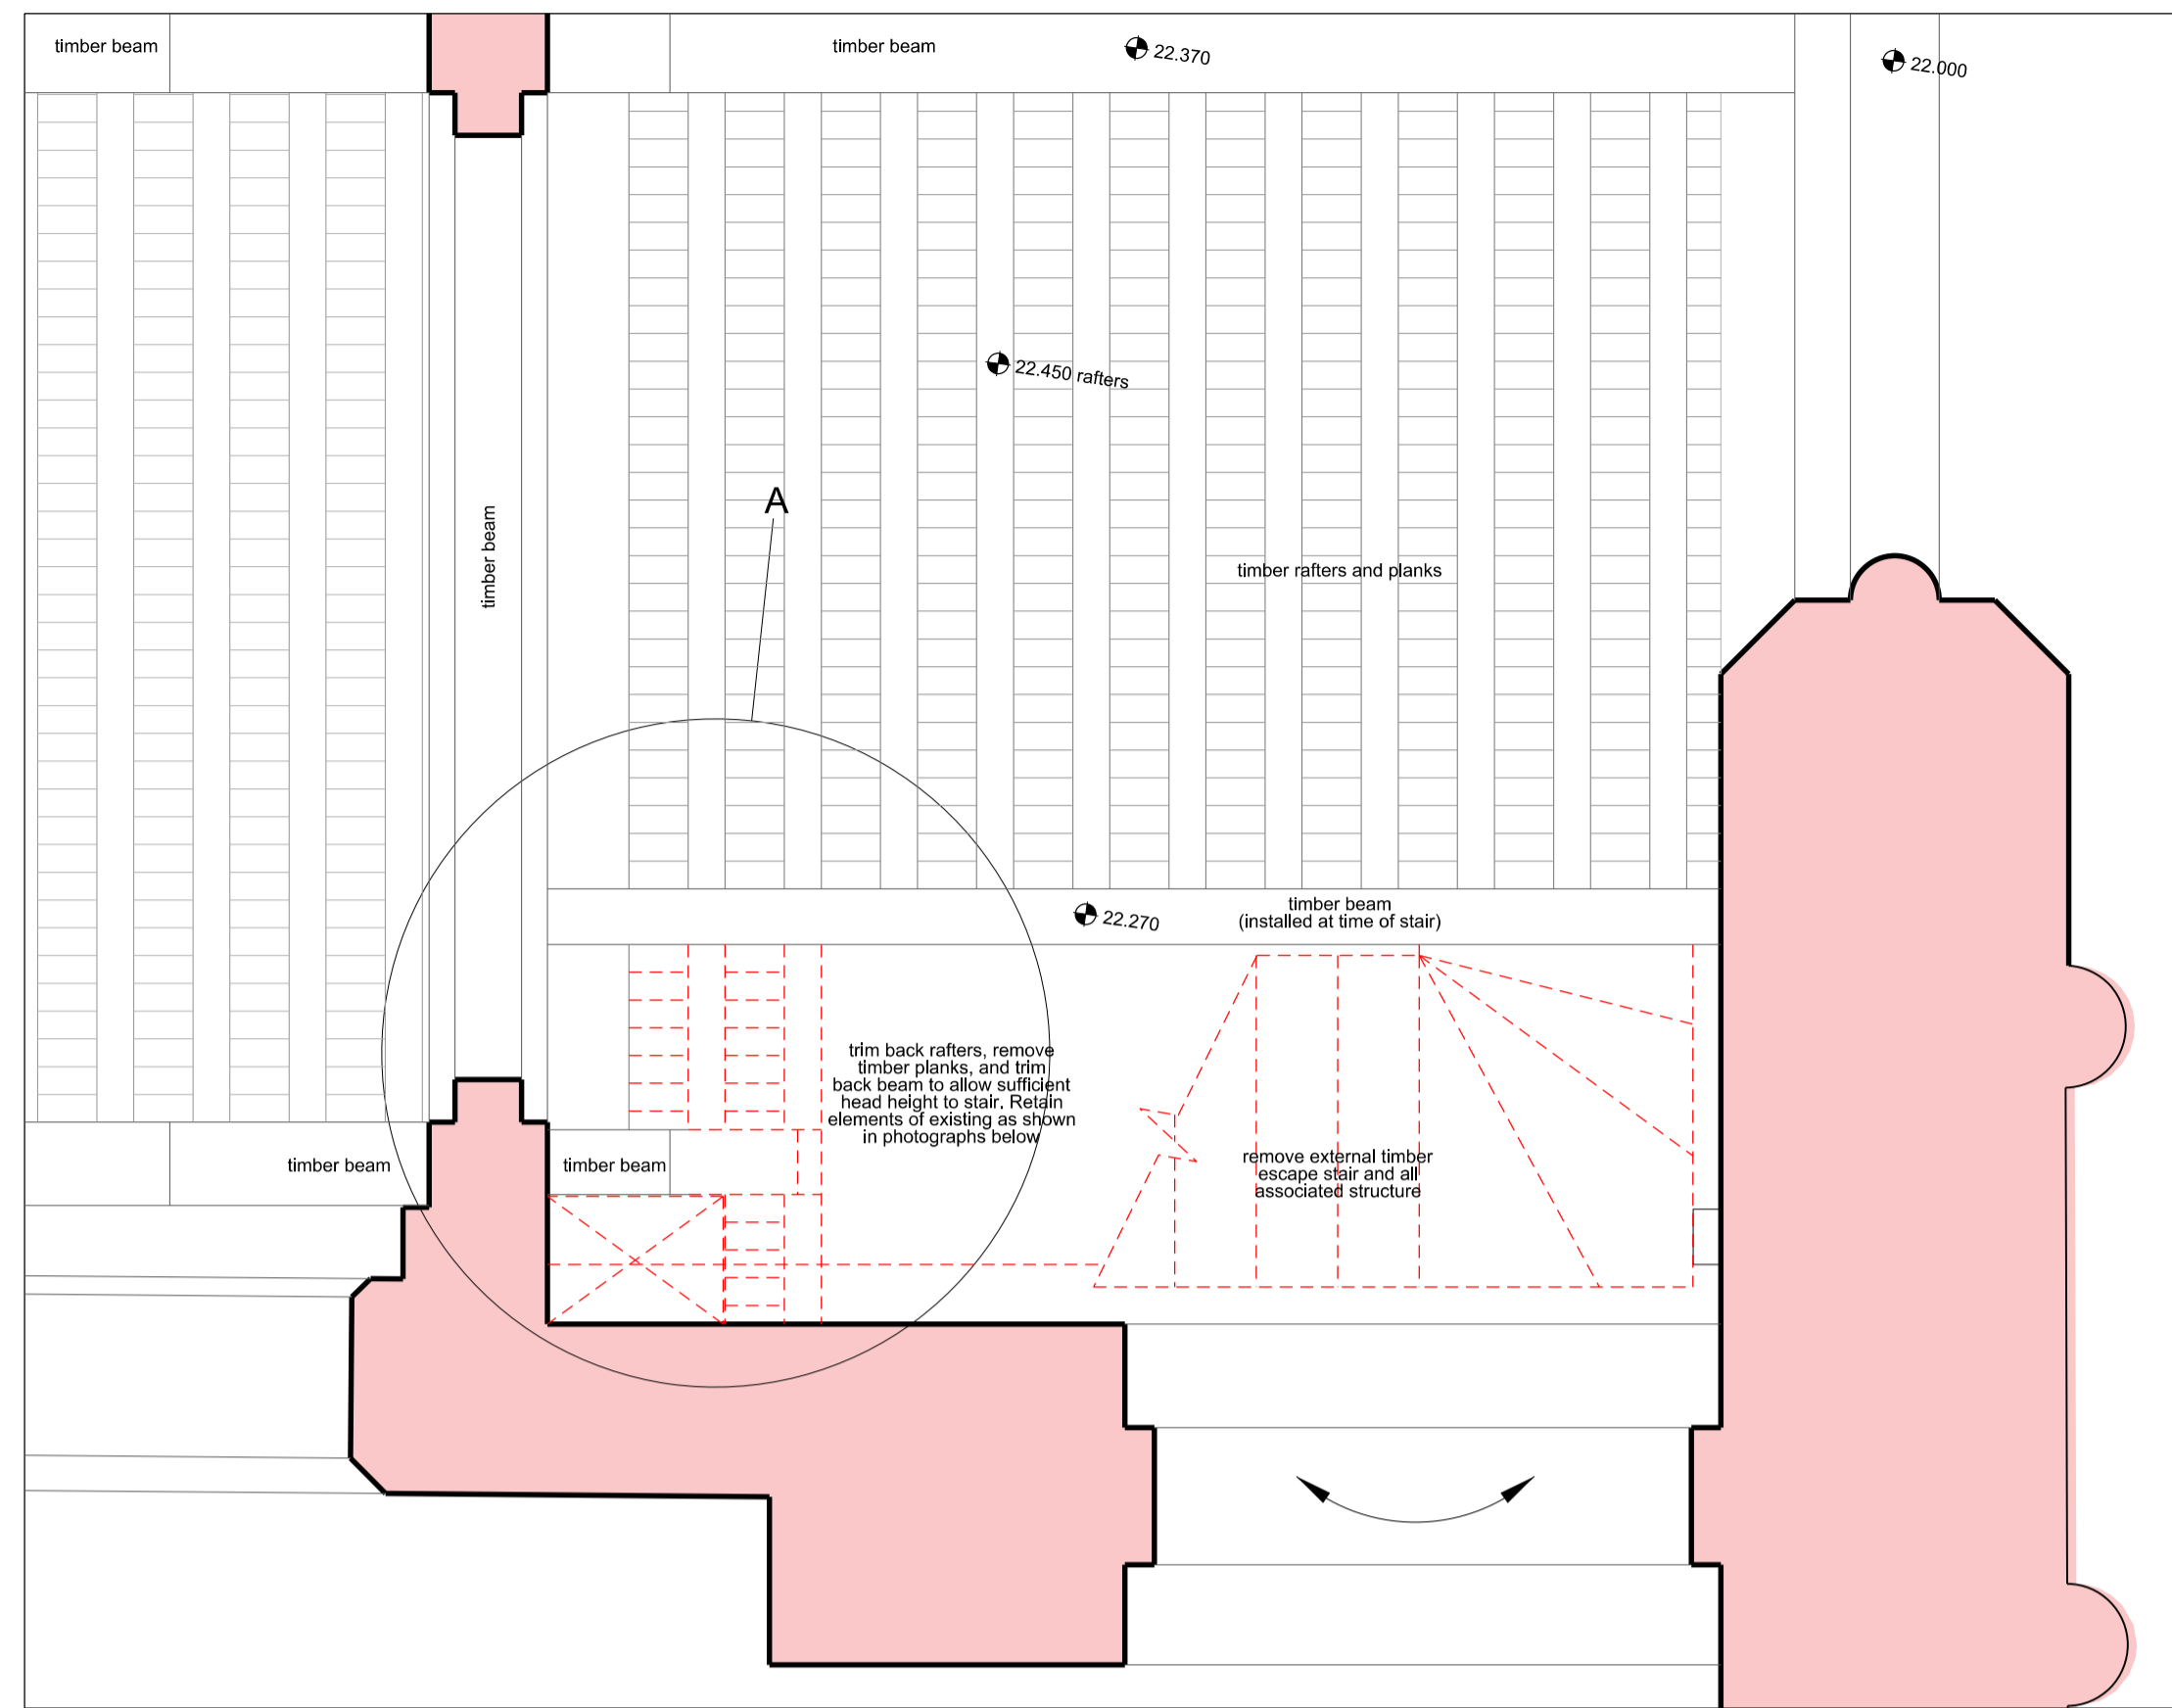 timber beam
timber beam
22.370
22.000
22.450 rafters
A
timber beam
timber rafters and planks
timber beam
(installed at time of stair)
22.270
trim back rafters, remove
timber planks, and trim
back beam to allow sufficient
head height to stair. Retain
elements of existing as shown
in photographs below
timber beam
timber beam
remove external timber
escape stair and all
associated structure